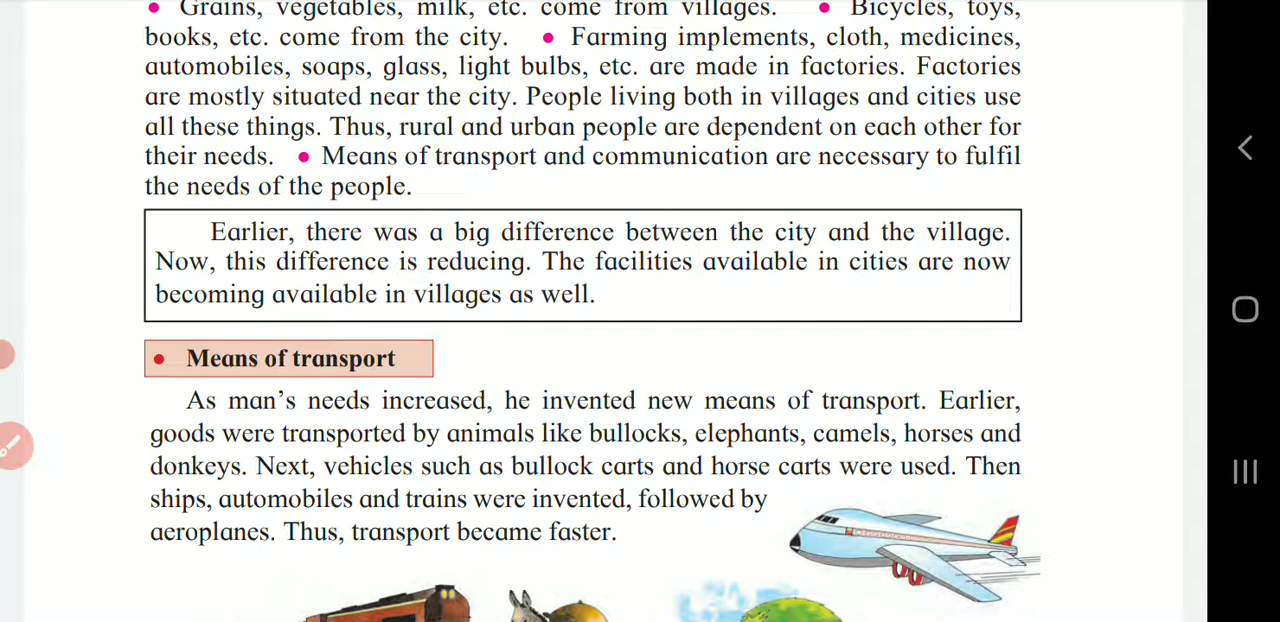 • Grains, vegetables, milk, etc. come from villages. • Bicycles, toys,
books, etc. come from the city. • Farming implements, cloth, medicines,
automobiles, soaps, glass, light bulbs, etc. are made in factories. Factories
are mostly situated near the city. People living both in villages and cities use
all these things. Thus, rural and urban people are dependent on each other for
their needs. • Means of transport and communication are necessary to fulfil
the needs of the people.
Earlier, there was a big difference between the city and the village.
Now, this difference is reducing. The facilities available in cities are now
becoming available in villages as well.
• Means of transport
As man’s needs increased, he invented new means of transport. Earlier,
goods were transported by animals like bullocks, elephants, camels, horses and
donkeys. Next, vehicles such as bullock carts and horse carts were used. Then
ships, automobiles and trains were invented, followed by
aeroplanes. Thus, transport became faster.